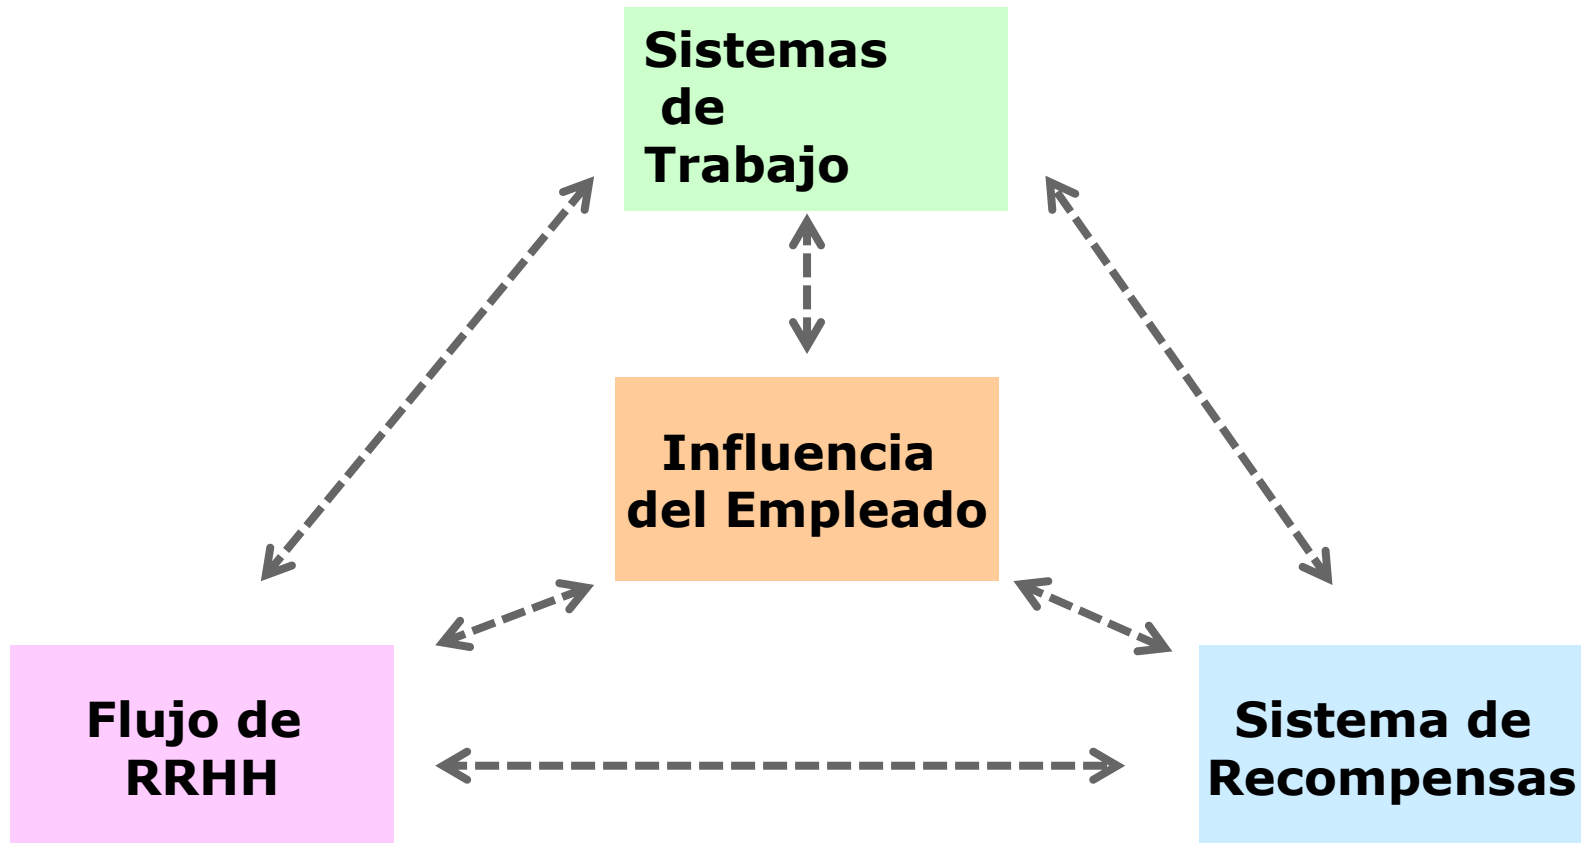 Sistemas
de
Trabajo
Influencia
del Empleado
Flujo de
RRHH
Sistema de
Recompensas